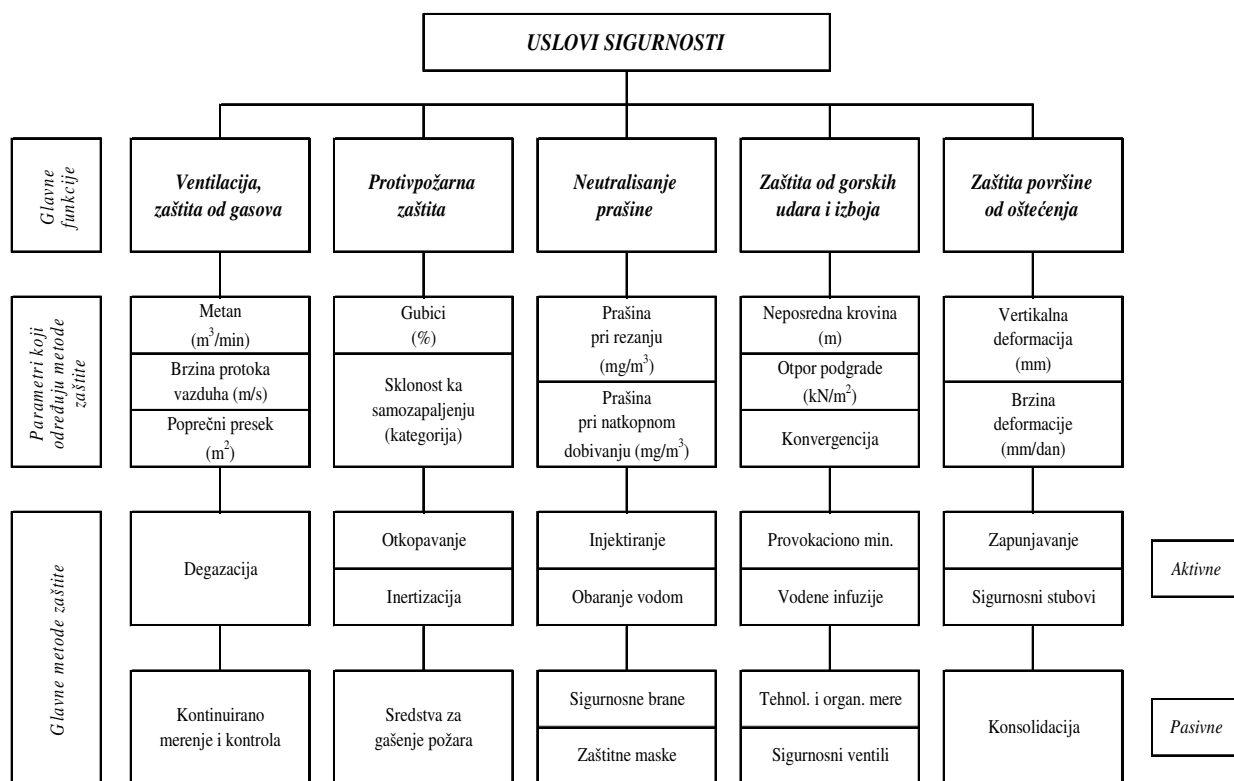 USLOVI SIGURNOSTI
Glavne
funkcije
Ventilacija,
zaštita od gasova
Protivpožarna
zaštita
Neutralisanje
prašine
Zaštita od gorskih
udara i izboja
Zaštita površine
od oštećenja
Parametri koji
određuju metode
zaštite
Metan
(m³/min)
Brzina protoka
vazduha (m/s)
Poprečni presek
(m²)
Gubici
(%)
Sklonost ka
samozapaljenju
(kategorija)
Prašina
pri rezanju
(mg/m³)
Prašina
pri natkopnom
dobivanju (mg/m³)
Neposredna krovina
(m)
Otpor podgrade
(kN/m²)
Konvergencija
Vertikalna
deformacija
(mm)
Brzina
deformacije
(mm/dan)
Glavne metode zaštite
Degazacija
Otkopavanje
Inertizacija
Injektiranje
Obaranje vodom
Provokaciono min.
Vodene infuzije
Zapunjavanje
Sigurnosni stubovi
Aktivne
Kontinuirano
merenje i kontrola
Sredstva za
gašenje požara
Sigurnosne brane
Zaštitne maske
Tehnol. i organ. mere
Sigurnosni ventili
Konsolidacija
Pasivne